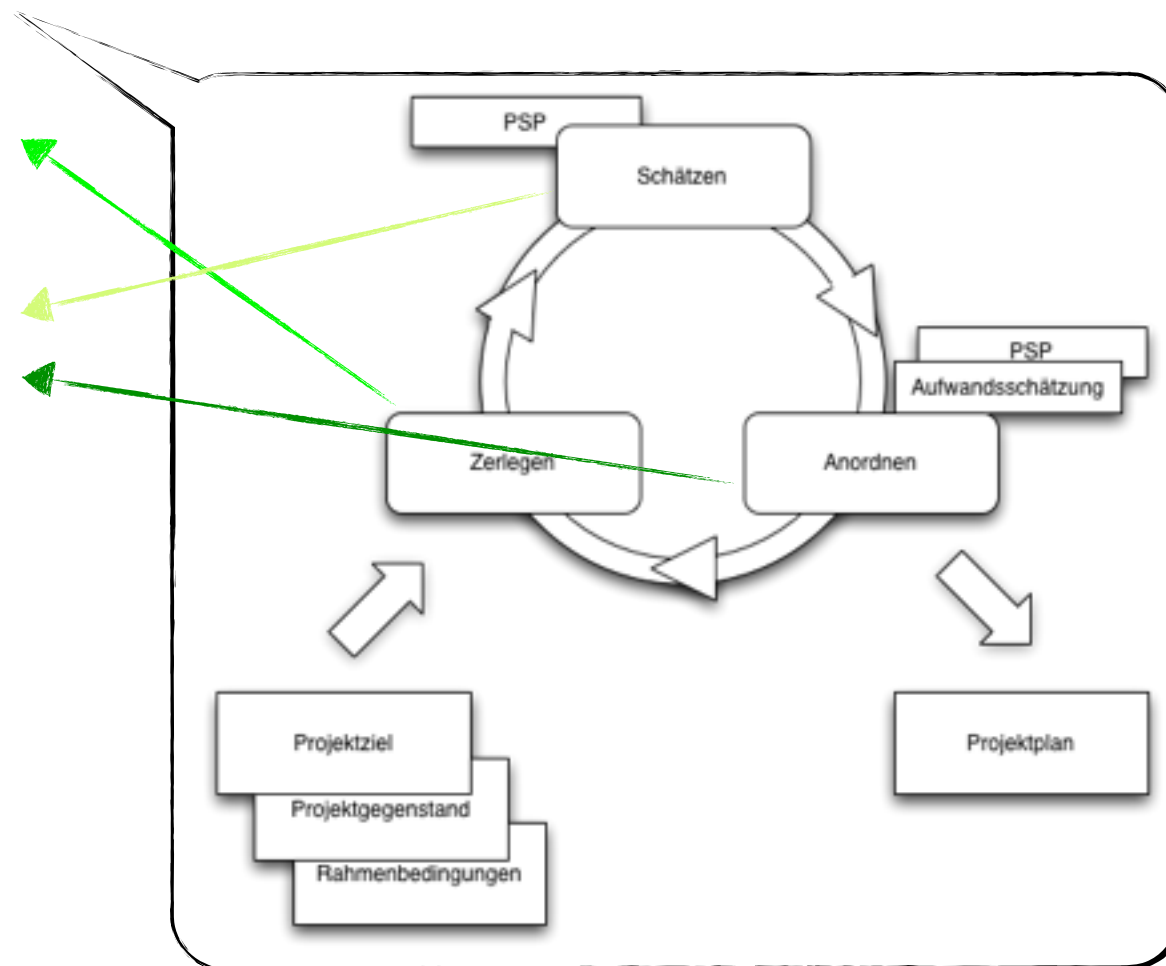 PSP
Schätzen
PSP
Aufwandsschätzung
Zerlegen
Anordnen
Projektziel
Projektplan
Projektgegenstand
Rahmenbedingungen